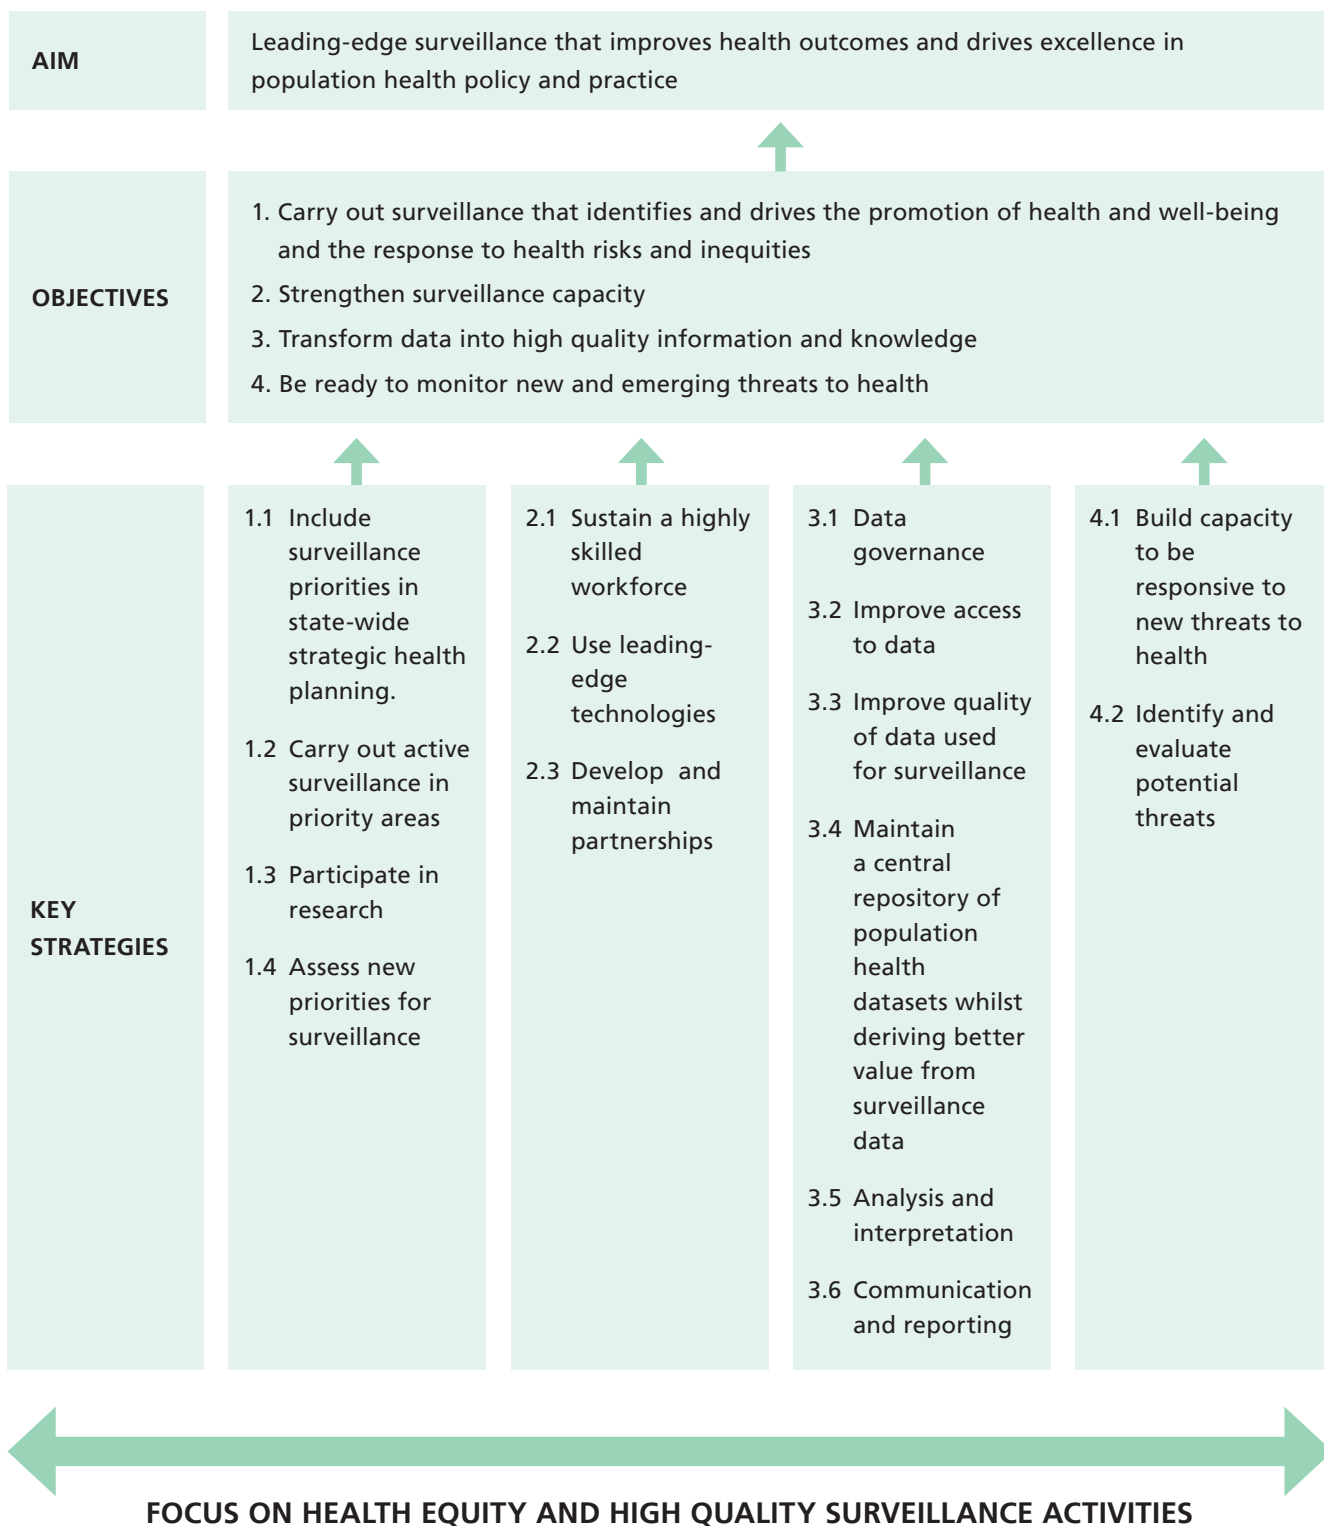 AIM
Leading-edge surveillance that improves health outcomes and drives excellence in
population health policy and practice
OBJECTIVES
1. Carry out surveillance that identifies and drives the promotion of health and well-being
and the response to health risks and inequities
2. Strengthen surveillance capacity
3. Transform data into high quality information and knowledge
4. Be ready to monitor new and emerging threats to health
KEY
STRATEGIES
1.1 Include
surveillance
priorities in
state-wide
strategic health
planning.
1.2 Carry out active
surveillance in
priority areas
1.3 Participate in
research
1.4 Assess new
priorities for
surveillance
2.1 Sustain a highly
skilled
workforce
2.2 Use leading-
edge
technologies
2.3 Develop and
maintain
partnerships
3.1 Data
governance
3.2 Improve access
to data
3.3 Improve quality
of data used
for surveillance
3.4 Maintain
a central
repository of
population
health
datasets whilst
deriving better
value from
surveillance
data
3.5 Analysis and
interpretation
3.6 Communication
and reporting
4.1 Build capacity
to be
responsive to
new threats to
health
4.2 Identify and
evaluate
potential
threats
FOCUS ON HEALTH EQUITY AND HIGH QUALITY SURVEILLANCE ACTIVITIES